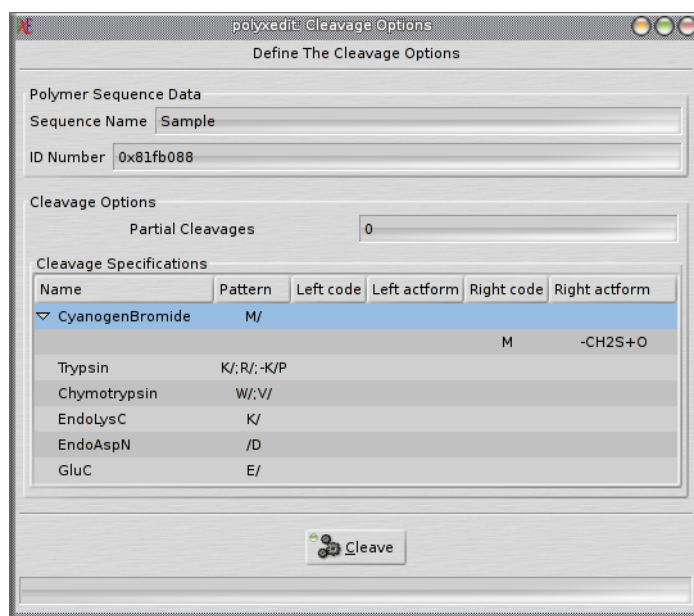 polyxedit: Cleavage Options
Define The Cleavage Options
Polymer Sequence Data
Sequence Name Sample
ID Number 0x81fb088
Cleavage Options
Partial Cleavages 0
Cleavage Specifications
Name Pattern Left code Left actform Right code Right actform
CyanogenBromide M/
M -CH2S+O
Trypsin K/;R/;-K/P
Chymotrypsin W/;V/
EndoLysC K/
EndoAspN /D
GluC E/
Cleave